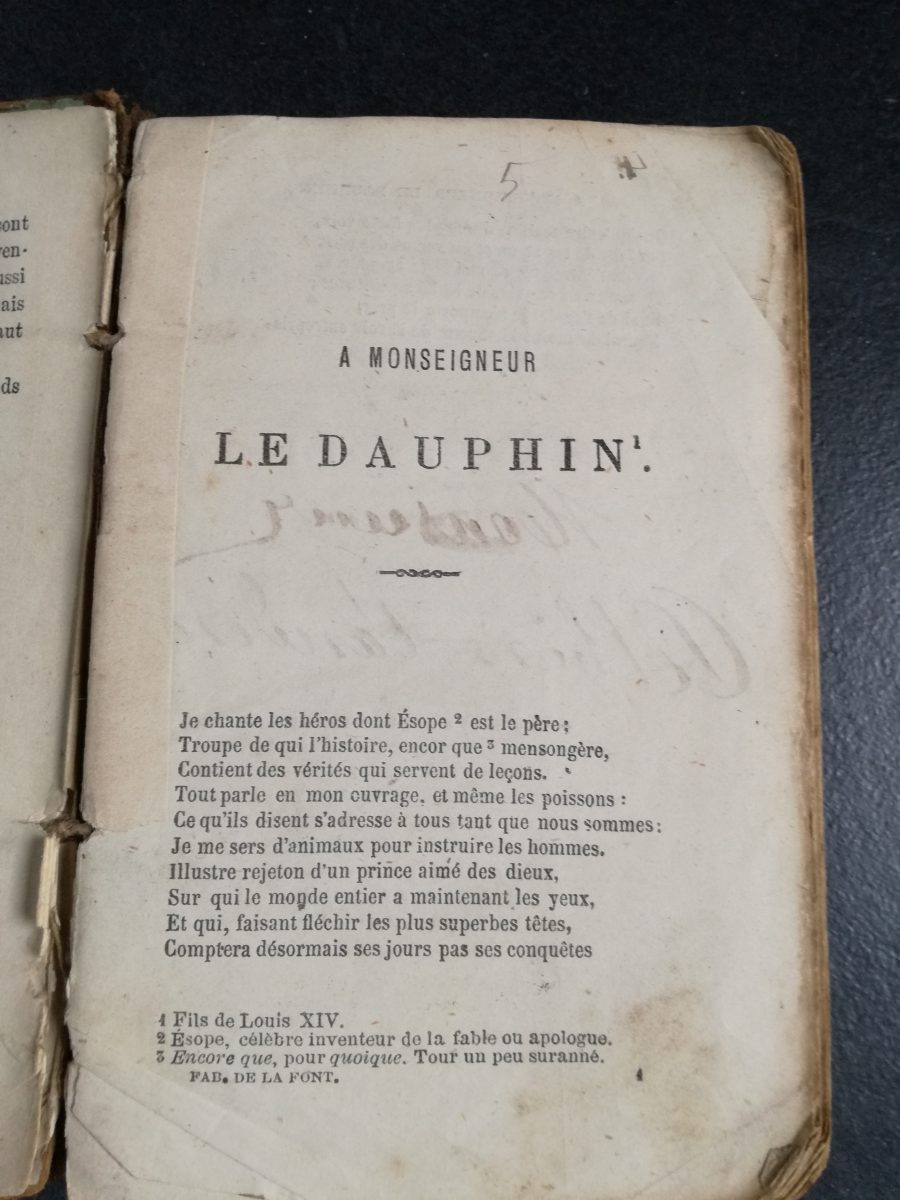 5
A MONSEIGNEUR
LE DAUPHIN¹.
Je chante les héros dont Ésope ² est le père ;
Troupe de qui l'histoire, encor que ³ mensongère,
Contient des vérités qui servent de leçons.
Tout parle en mon ouvrage, et même les poissons :
Ce qu'ils disent s'adresse à tous tant que nous sommes :
Je me sers d'animaux pour instruire les hommes.
Illustre rejeton d'un prince aimé des dieux,
Sur qui le monde entier a maintenant les yeux,
Et qui, faisant fléchir les plus superbes têtes,
Comptera désormais ses jours pas ses conquêtes
1 Fils de Louis XIV.
2 Ésope, célèbre inventeur de la fable ou apologue.
3 Encore que, pour quoique. Tour un peu suranné.
FAB. DE LA FONT. 1